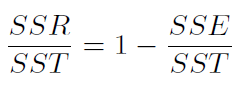 SSR/SST = 1 − SSE/SST